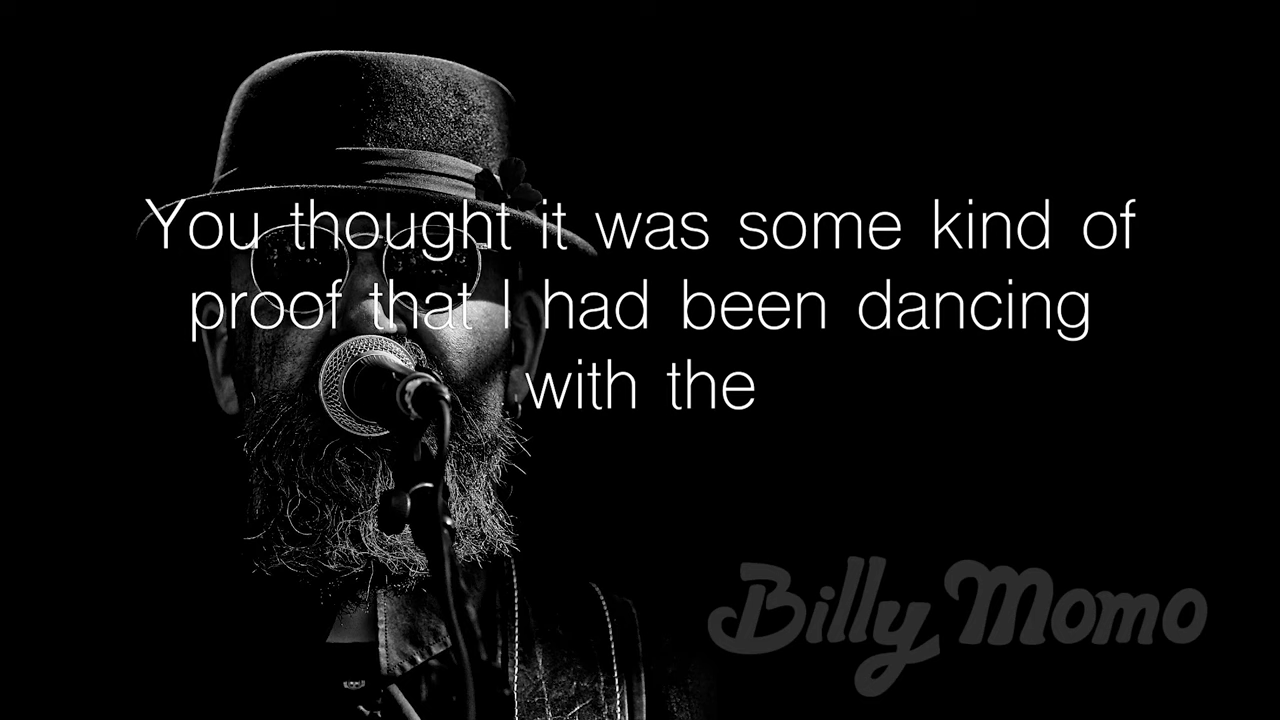 You thought it was some kind of
proof that I had been dancing
with the
Billy Momo